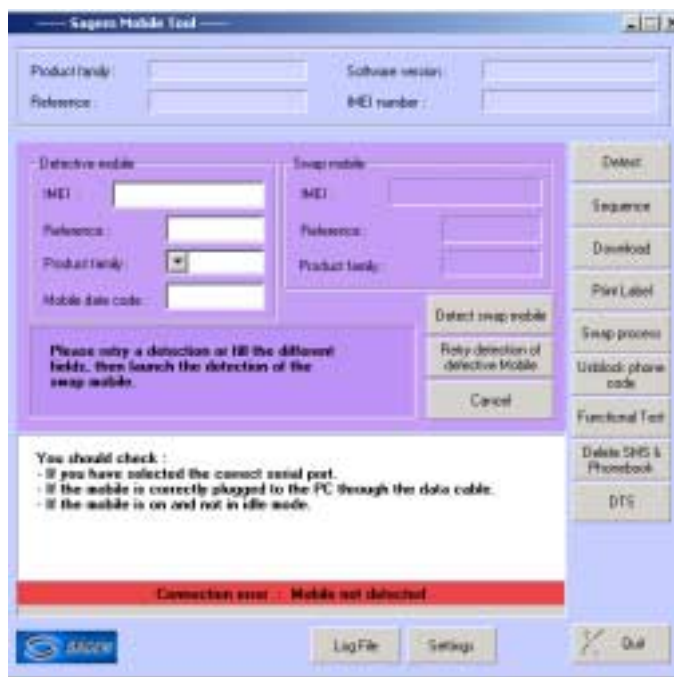 Sagem Mobile Tool
Product family :
Software version :
Reference :
IMEI number :
Defective mobile
IMEI :
Reference :
Product family :
Mobile date code :
Swap mobile
IMEI :
Reference :
Product family :
Detect swap mobile
Retry detection of
defective Mobile
Cancel
Please retry a detection or fill the different
fields, then launch the detection of the
swap mobile.
You should check :
- If you have selected the correct serial port.
- If the mobile is correctly plugged to the PC through the data cable.
- If the mobile is on and not in idle mode.
Connection error : Mobile not detected
Detect
Sequence
Download
Print Label
Swap process
Unblock phone
code
Functional Test
Delete SMS &
Phonebook
DTS
SAGEM
Log File
Settings
Quit